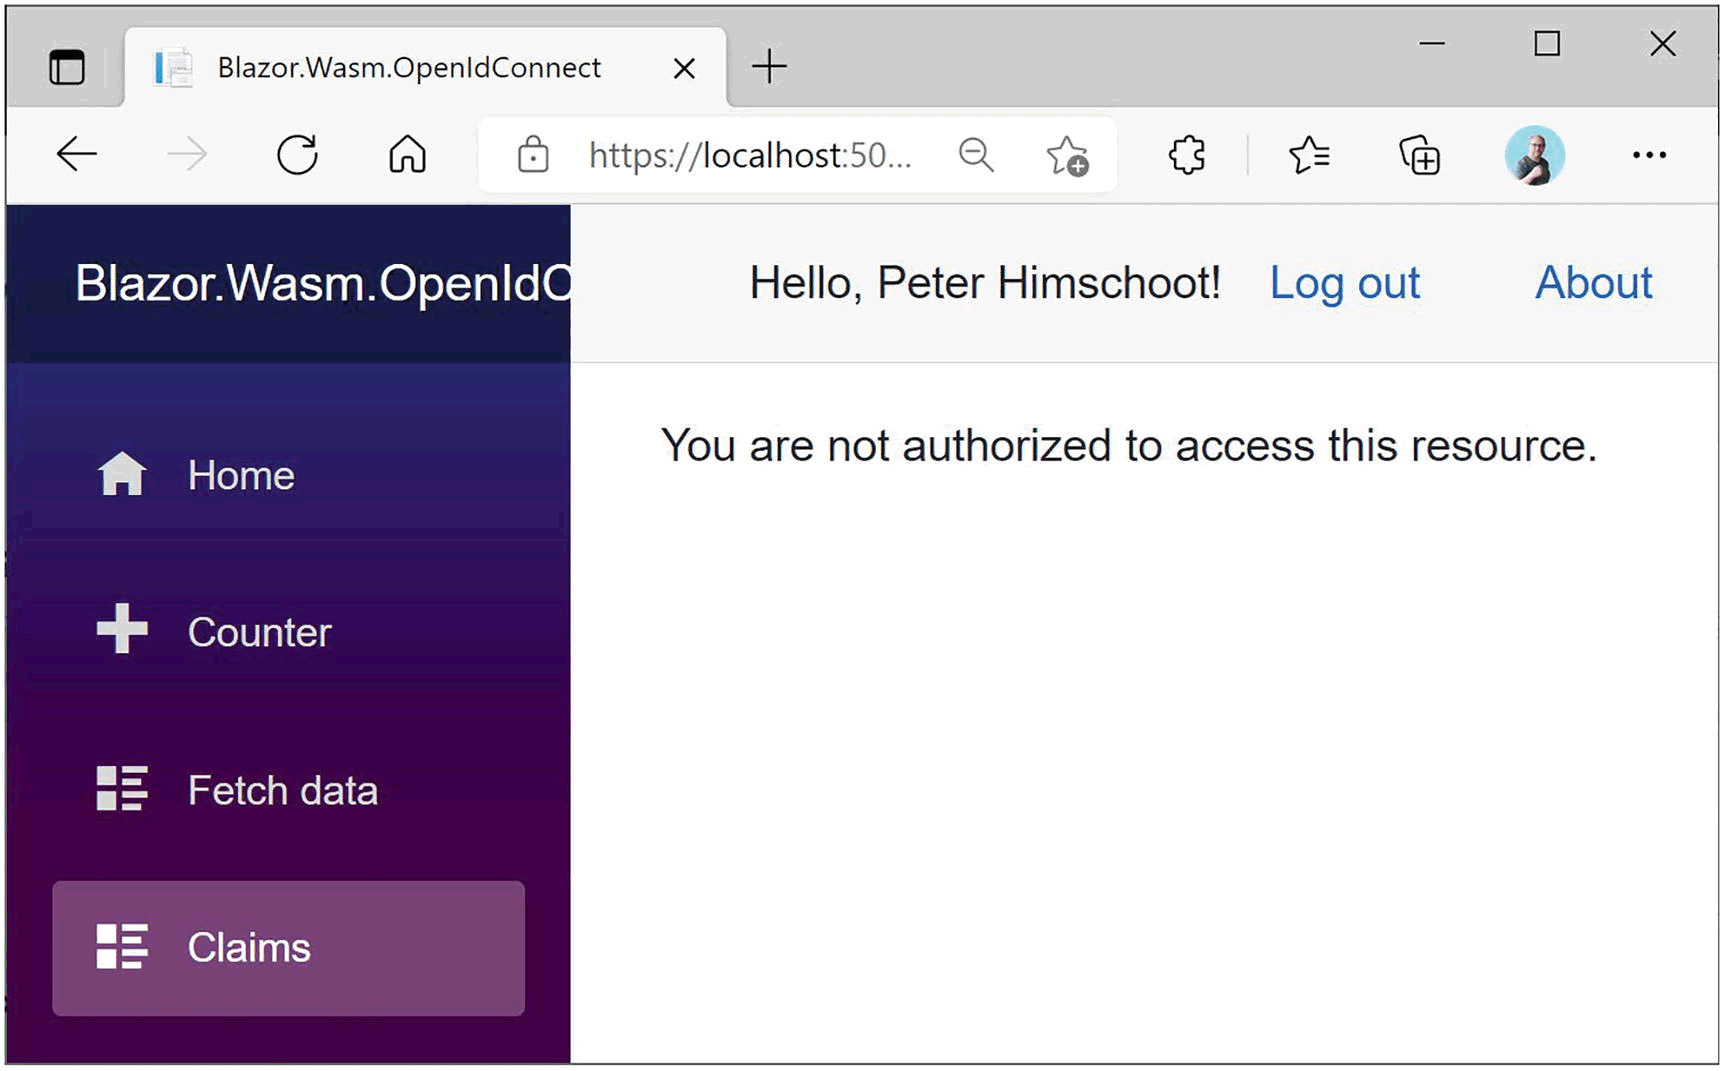 Blazor.Wasm.OpenIdConnect
https://localhost:50...
Blazor.Wasm.OpenIdC
Hello, Peter Himschoot! Log out About
You are not authorized to access this resource.
Home
Counter
Fetch data
Claims